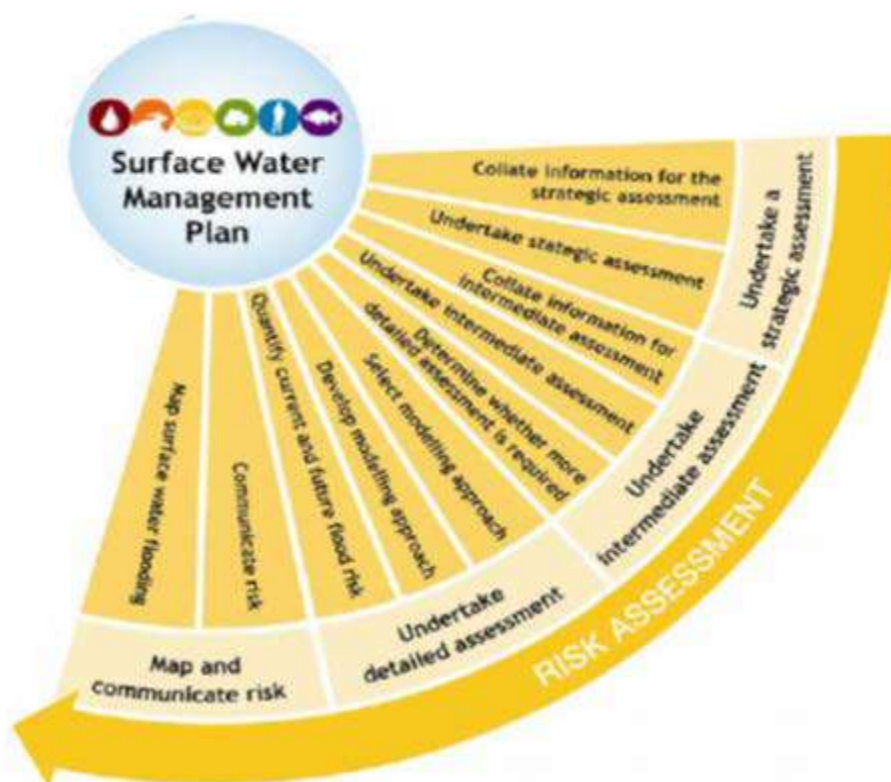 Surface Water
Management
Plan
Collate information for the
strategic assessment
Undertake stategic assessment
Collate information for
intermediate assessment
Undertake intermediate assessment
Determine whether more
detailed assessment is required
Select modelling approach
Develop modelling approach
Quantify current and future flood risk
Communicate risk
Map surface water flooding
Undertake a
strategic assessment
Undertake
intermediate assessment
Undertake
detailed assessment
Map and
communicate risk
RISK ASSESSMENT